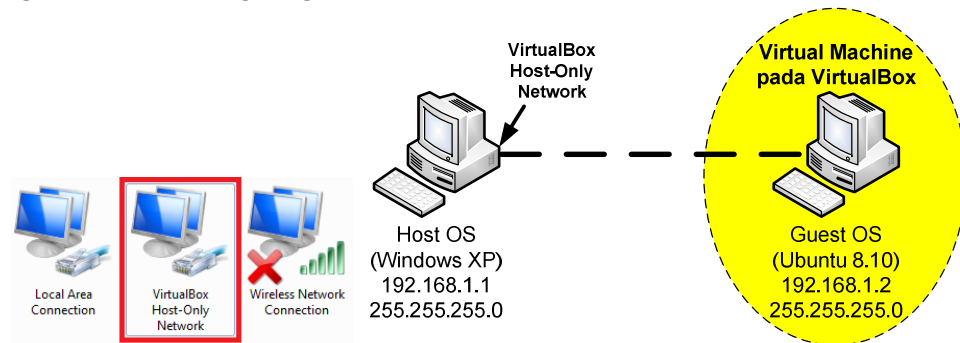 VirtualBox
Host-Only
Network
Virtual Machine
pada VirtualBox
Local Area
Connection
VirtualBox
Host-Only
Network
Wireless Network
Connection
Host OS
(Windows XP)
192.168.1.1
255.255.255.0
Guest OS
(Ubuntu 8.10)
192.168.1.2
255.255.255.0